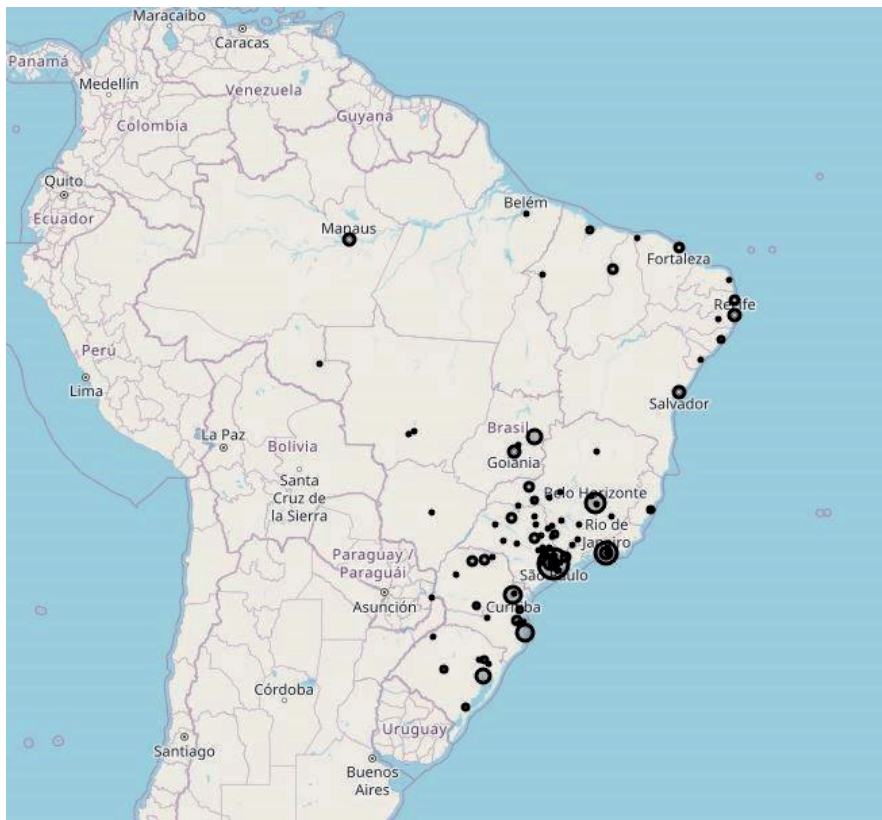 Maracaibo
Caracas
Panamá
Medellín
Venezuela
Guyana
Colombia
Quito
Ecuador
Belém
Manaus
Fortaleza
Recife
Perú
Lima
Salvador
Brasil
La Paz
Bolivia
Goiânia
Santa
Cruz de
la Sierra
Belo Horizonte
Rio de
Janeiro
Paraguay /
Paraguái
São Paulo
Asunción
Curitiba
Córdoba
Uruguay
Santiago
Buenos
Aires